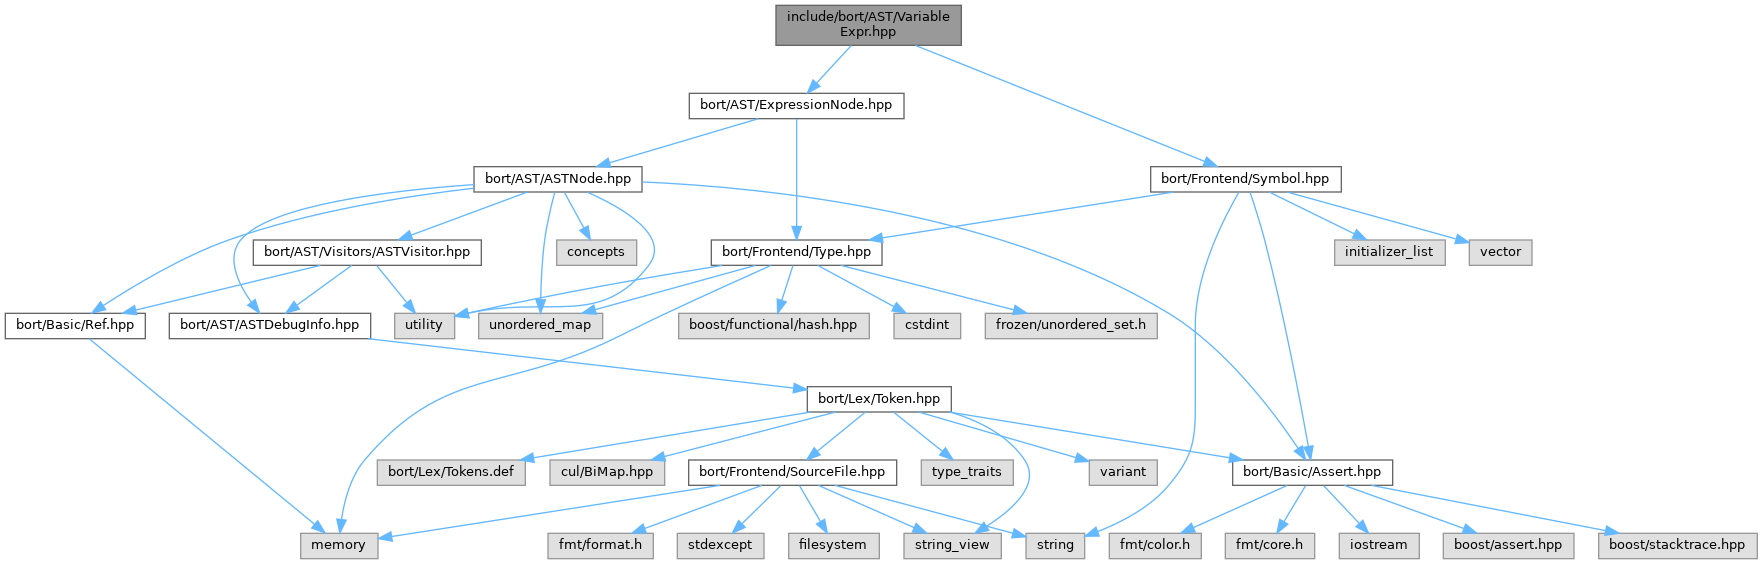 include/bort/AST/Variable
Expr.hpp
bort/AST/ExpressionNode.hpp
bort/AST/ASTNode.hpp
bort/Frontend/Symbol.hpp
bort/AST/Visitors/ASTVisitor.hpp
concepts
bort/Frontend/Type.hpp
initializer_list
vector
bort/Basic/Ref.hpp
bort/AST/ASTDebugInfo.hpp
utility
unordered_map
boost/functional/hash.hpp
cstdint
frozen/unordered_set.h
bort/Lex/Token.hpp
bort/Lex/Tokens.def
cul/BiMap.hpp
bort/Frontend/SourceFile.hpp
type_traits
variant
bort/Basic/Assert.hpp
memory
fmt/format.h
stdexcept
filesystem
string_view
string
fmt/color.h
fmt/core.h
iostream
boost/assert.hpp
boost/stacktrace.hpp